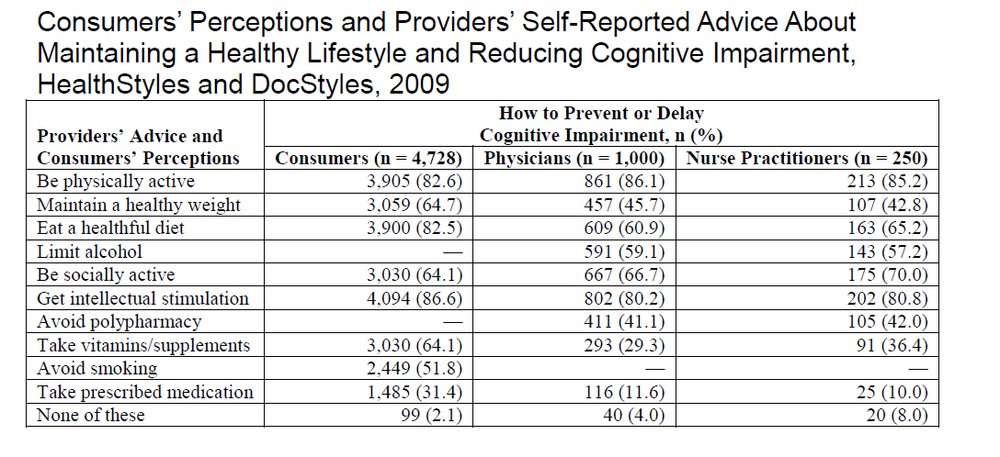 Consumers’ Perceptions and Providers’ Self-Reported Advice About
Maintaining a Healthy Lifestyle and Reducing Cognitive Impairment,
HealthStyles and DocStyles, 2009
How to Prevent or Delay
Cognitive Impairment, n (%)
Providers’ Advice and
Consumers’ Perceptions Consumers (n = 4,728) Physicians (n = 1,000) Nurse Practitioners (n = 250)
Be physically active 3,905 (82.6) 861 (86.1) 213 (85.2)
Maintain a healthy weight 3,059 (64.7) 457 (45.7) 107 (42.8)
Eat a healthful diet 3,900 (82.5) 609 (60.9) 163 (65.2)
Limit alcohol — 591 (59.1) 143 (57.2)
Be socially active 3,030 (64.1) 667 (66.7) 175 (70.0)
Get intellectual stimulation 4,094 (86.6) 802 (80.2) 202 (80.8)
Avoid polypharmacy — 411 (41.1) 105 (42.0)
Take vitamins/supplements 3,030 (64.1) 293 (29.3) 91 (36.4)
Avoid smoking 2,449 (51.8) — —
Take prescribed medication 1,485 (31.4) 116 (11.6) 25 (10.0)
None of these 99 (2.1) 40 (4.0) 20 (8.0)